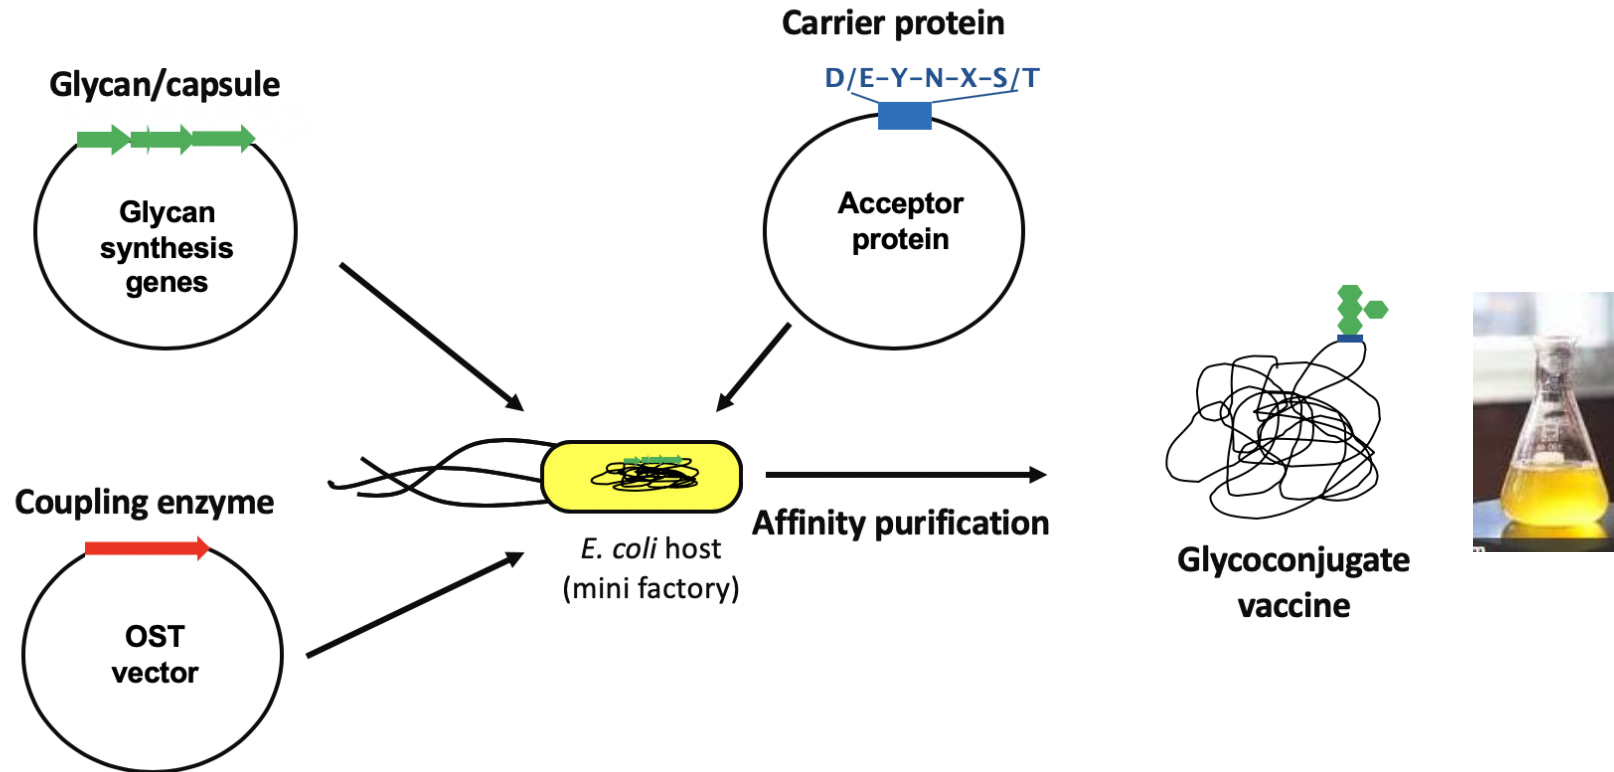 Carrier protein
D/E–Y–N–X–S/T
Glycan/capsule
Glycan
synthesis
genes
Acceptor
protein
Coupling enzyme
OST
vector
E. coli host
(mini factory)
Affinity purification
Glycoconjugate
vaccine